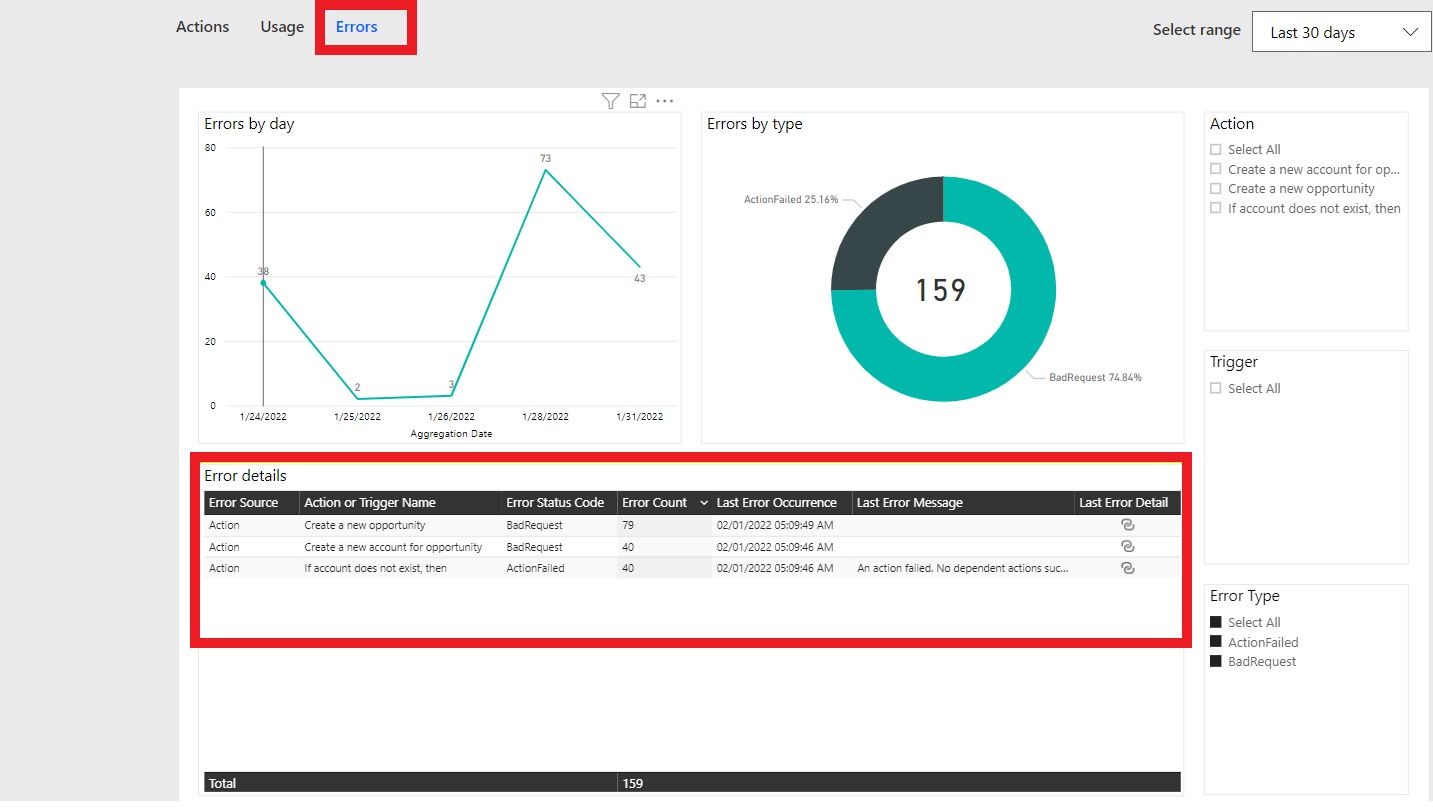 Actions Usage Errors Select range Last 30 days
Errors by day
80
60
40
20
0
38
2
3
73
43
1/24/2022 1/25/2022 1/26/2022 1/28/2022 1/31/2022
Aggregation Date
Errors by type
ActionFailed 25.16%
159
BadRequest 74.84%
Action
Select All
Create a new account for op...
Create a new opportunity
If account does not exist, then
Trigger
Select All
Error details
Error Source Action or Trigger Name Error Status Code Error Count Last Error Occurrence Last Error Message Last Error Detail
Action Create a new opportunity BadRequest 79 02/01/2022 05:09:49 AM
Action Create a new account for opportunity BadRequest 40 02/01/2022 05:09:46 AM
Action If account does not exist, then ActionFailed 40 02/01/2022 05:09:46 AM An action failed. No dependent actions suc...
Total 159
Error Type
Select All
ActionFailed
BadRequest